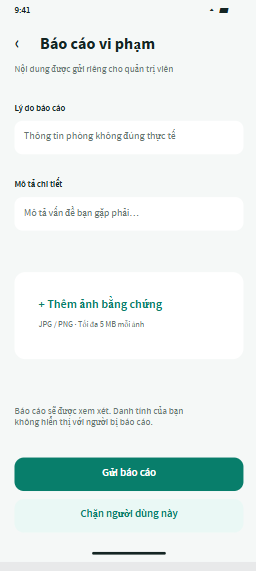 9:41
‹ Báo cáo vi phạm
Nội dung được gửi riêng cho quản trị viên
Lý do báo cáo
Thông tin phòng không đúng thực tế
Mô tả chi tiết
Mô tả vấn đề bạn gặp phải...
+ Thêm ảnh bằng chứng
JPG / PNG · Tối đa 5 MB mỗi ảnh
Báo cáo sẽ được xem xét. Danh tính của bạn
không hiển thị với người bị báo cáo.
Gửi báo cáo
Chặn người dùng này